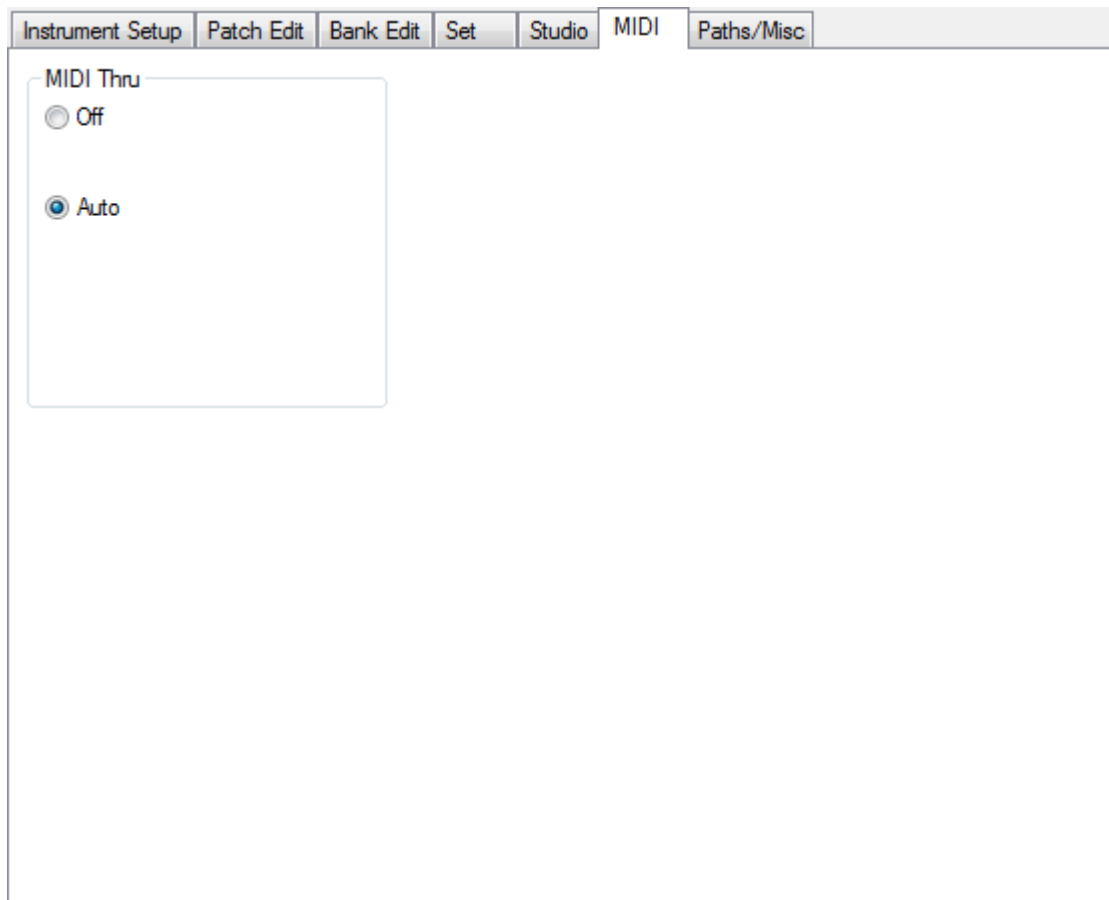 Instrument Setup Patch Edit Bank Edit Set Studio MIDI Paths/Misc
MIDI Thru
Off
Auto